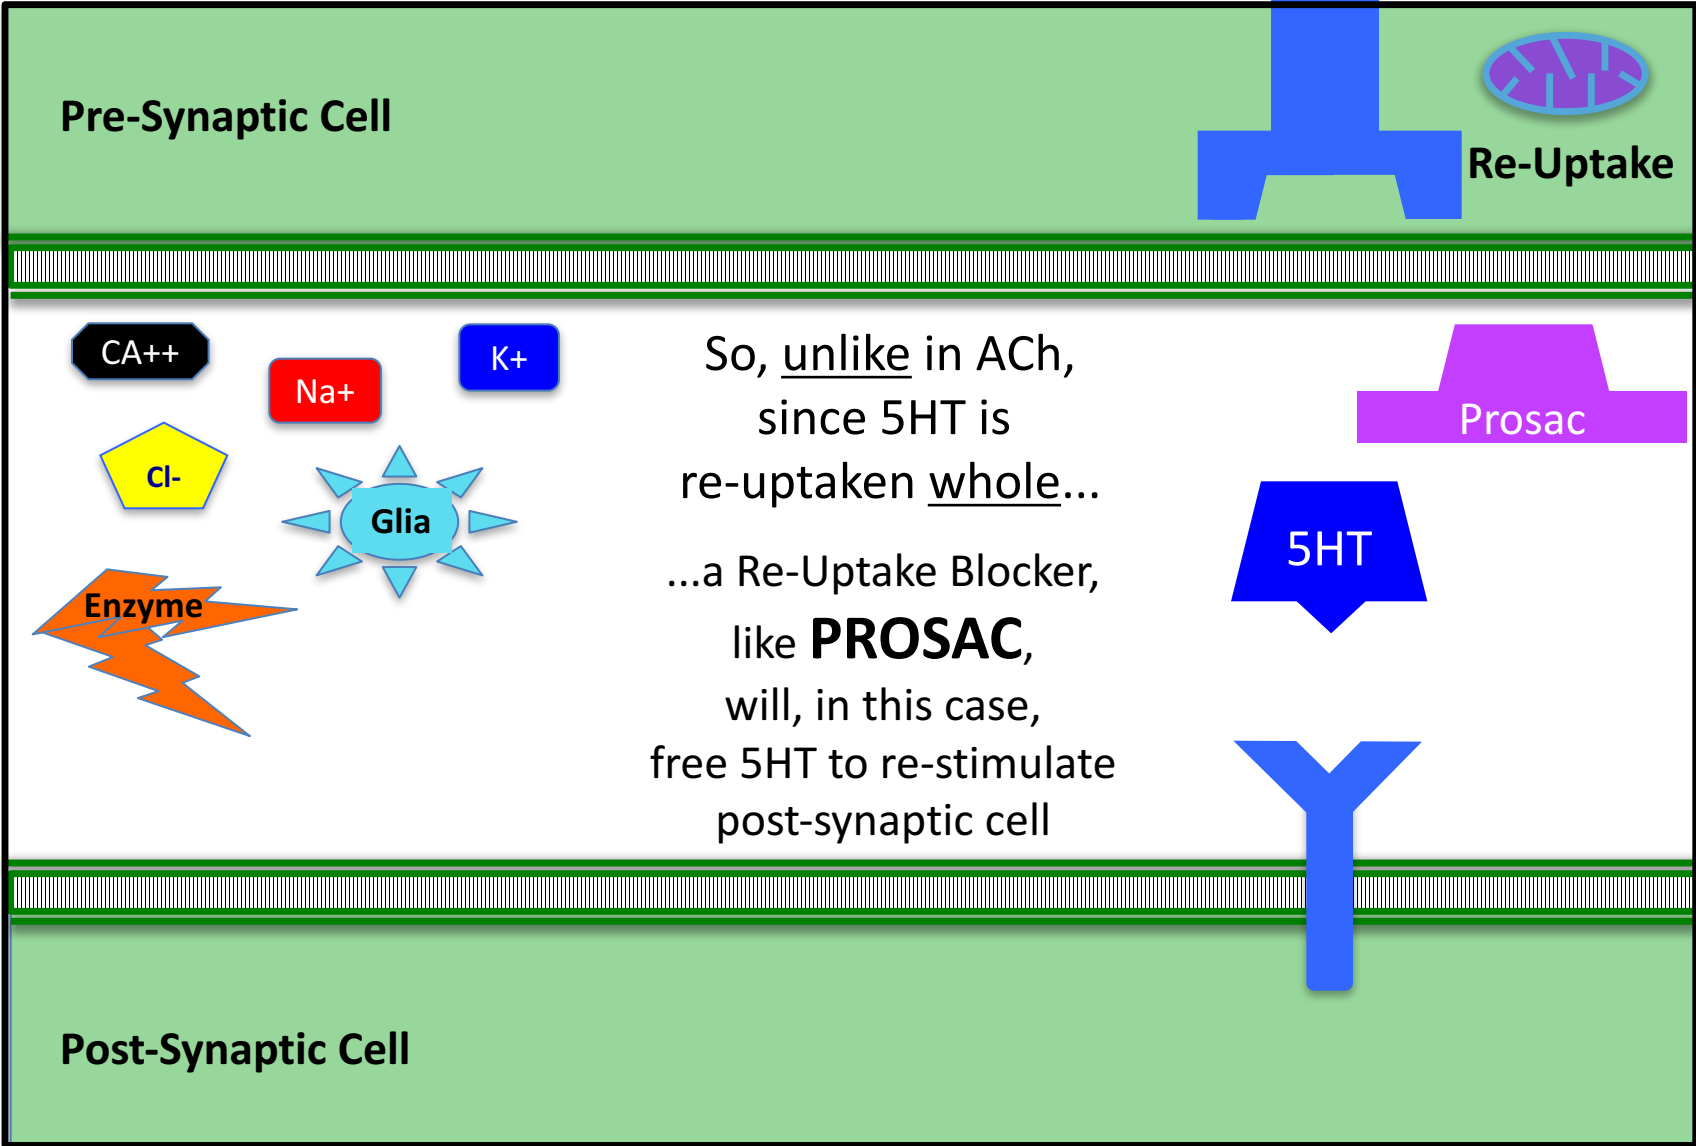 Pre-Synaptic Cell
Re-Uptake
CA++
Na+
K+
Cl-
Glia
Enzyme
So, unlike in ACh,
since 5HT is
re-uptaken whole...
...a Re-Uptake Blocker,
like PROSAC,
will, in this case,
free 5HT to re-stimulate
post-synaptic cell
Prosac
5HT
Post-Synaptic Cell